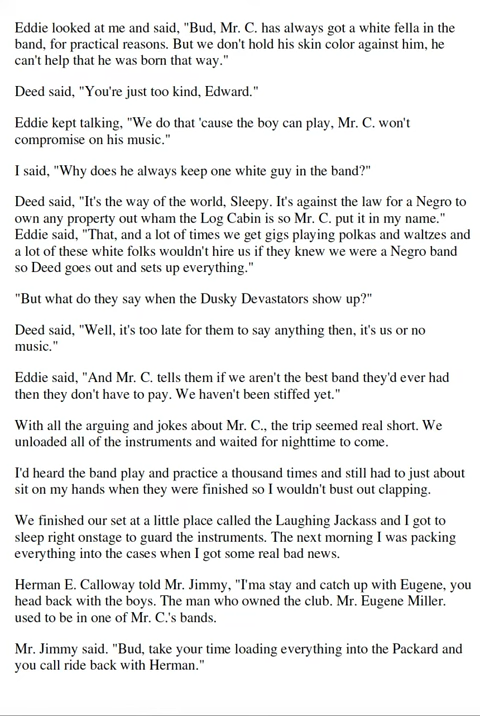 Eddie looked at me and said, "Bud, Mr. C. has always got a white fella in the
band, for practical reasons. But we don't hold his skin color against him, he
can't help that he was born that way."
Deed said, "You're just too kind, Edward."
Eddie kept talking, "We do that 'cause the boy can play, Mr. C. won't
compromise on his music."
I said, "Why does he always keep one white guy in the band?"
Deed said, "It's the way of the world, Sleepy. It's against the law for a Negro to
own any property out wham the Log Cabin is so Mr. C. put it in my name."
Eddie said, "That, and a lot of times we get gigs playing polkas and waltzes and
a lot of these white folks wouldn't hire us if they knew we were a Negro band
so Deed goes out and sets up everything."
"But what do they say when the Dusky Devastators show up?"
Deed said, "Well, it's too late for them to say anything then, it's us or no
music."
Eddie said, "And Mr. C. tells them if we aren't the best band they'd ever had
then they don't have to pay. We haven't been stiffed yet."
With all the arguing and jokes about Mr. C., the trip seemed real short. We
unloaded all of the instruments and waited for nighttime to come.
I'd heard the band play and practice a thousand times and still had to just about
sit on my hands when they were finished so I wouldn't bust out clapping.
We finished our set at a little place called the Laughing Jackass and I got to
sleep right onstage to guard the instruments. The next morning I was packing
everything into the cases when I got some real bad news.
Herman E. Calloway told Mr. Jimmy, "I'ma stay and catch up with Eugene, you
head back with the boys. The man who owned the club. Mr. Eugene Miller.
used to be in one of Mr. C.'s bands.
Mr. Jimmy said. "Bud, take your time loading everything into the Packard and
you call ride back with Herman."